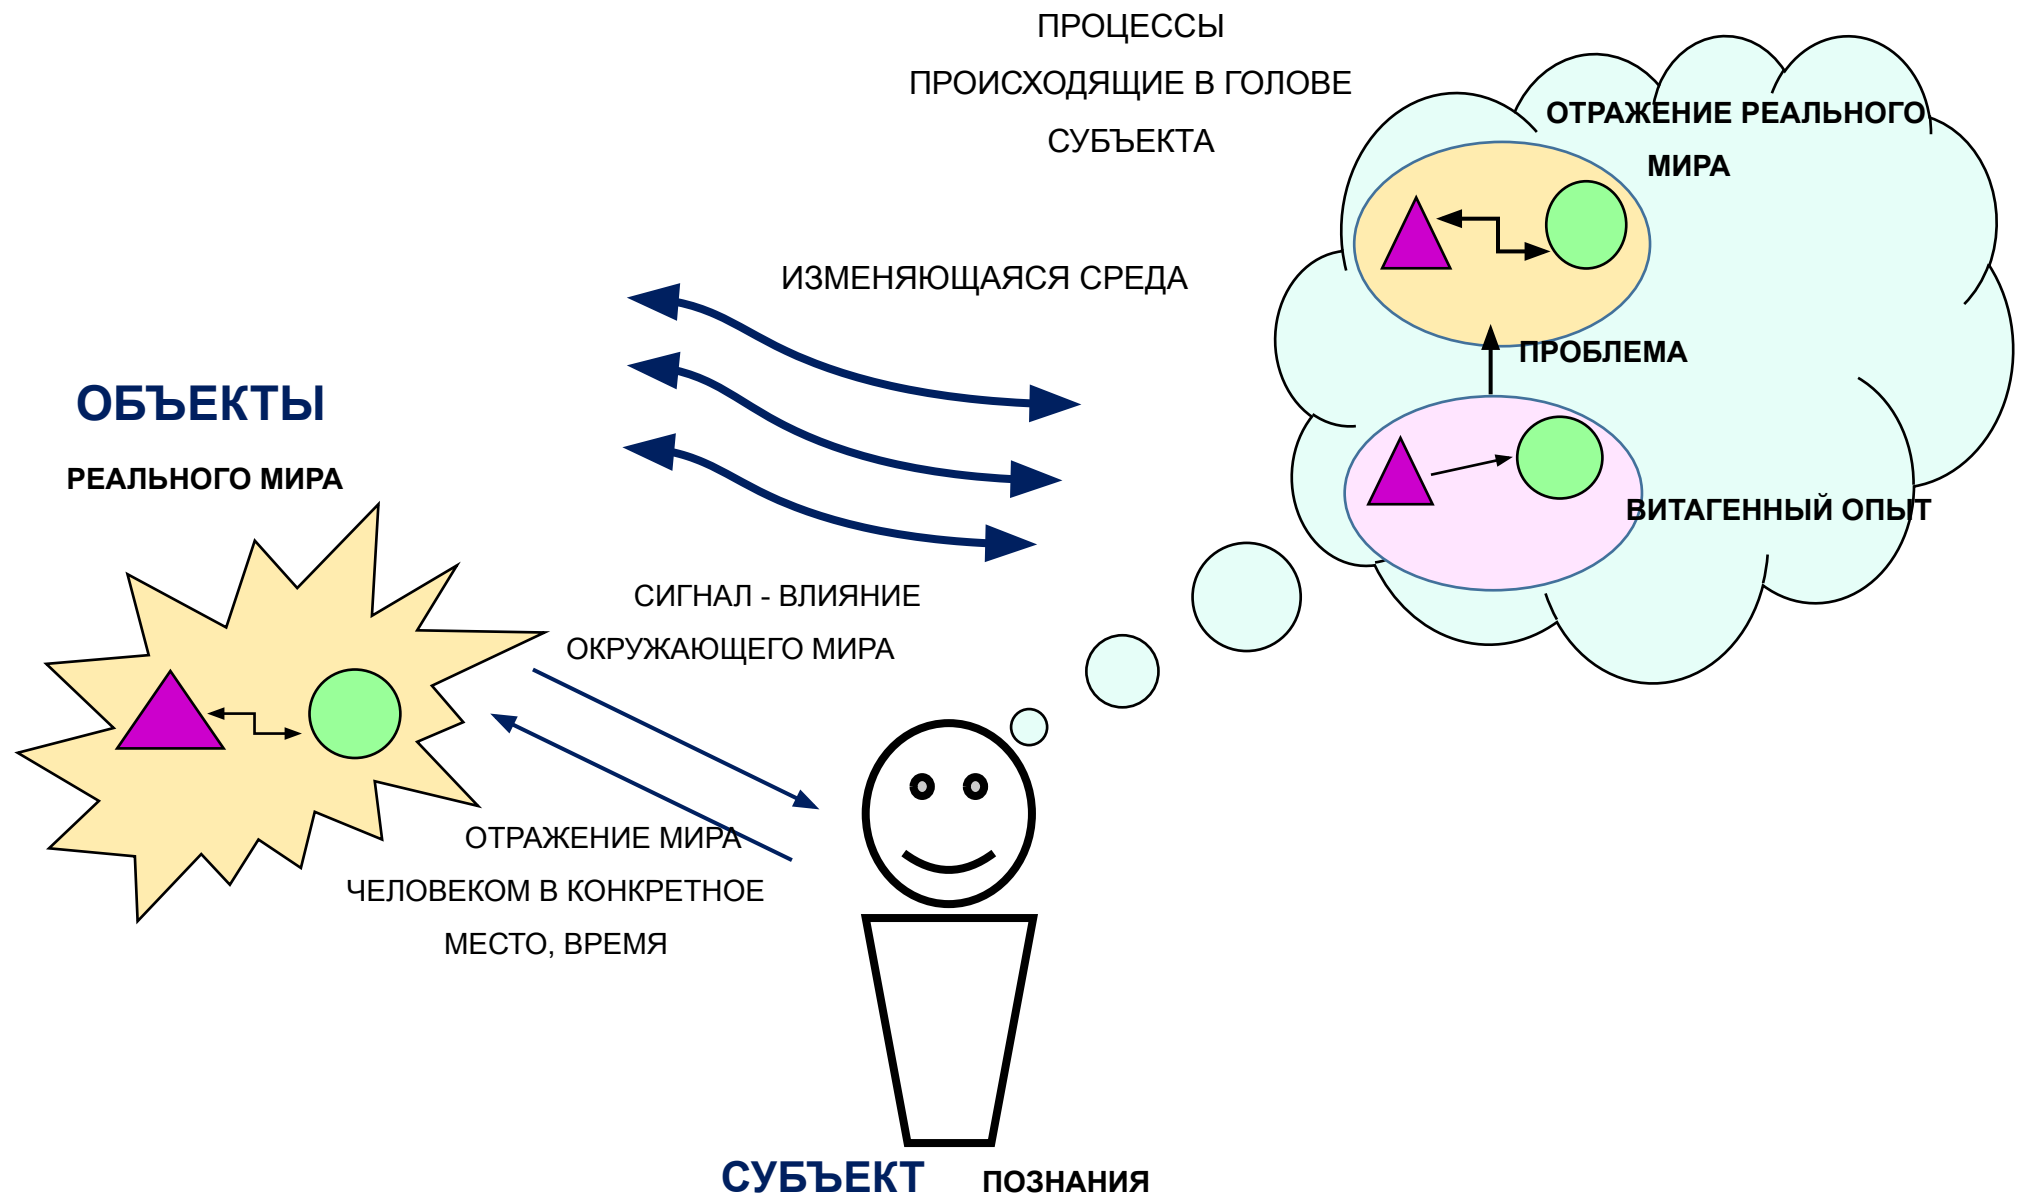 ПРОЦЕССЫ
ПРОИСХОДЯЩИЕ В ГОЛОВЕ
СУБЪЕКТА
ОТРАЖЕНИЕ РЕАЛЬНОГО
МИРА
ИЗМЕНЯЮЩАЯСЯ СРЕДА
ПРОБЛЕМА
ОБЪЕКТЫ
РЕАЛЬНОГО МИРА
ВИТАГЕННЫЙ ОПЫТ
СИГНАЛ - ВЛИЯНИЕ
ОКРУЖАЮЩЕГО МИРА
ОТРАЖЕНИЕ МИРА
ЧЕЛОВЕКОМ В КОНКРЕТНОЕ
МЕСТО, ВРЕМЯ
СУБЪЕКТ ПОЗНАНИЯ